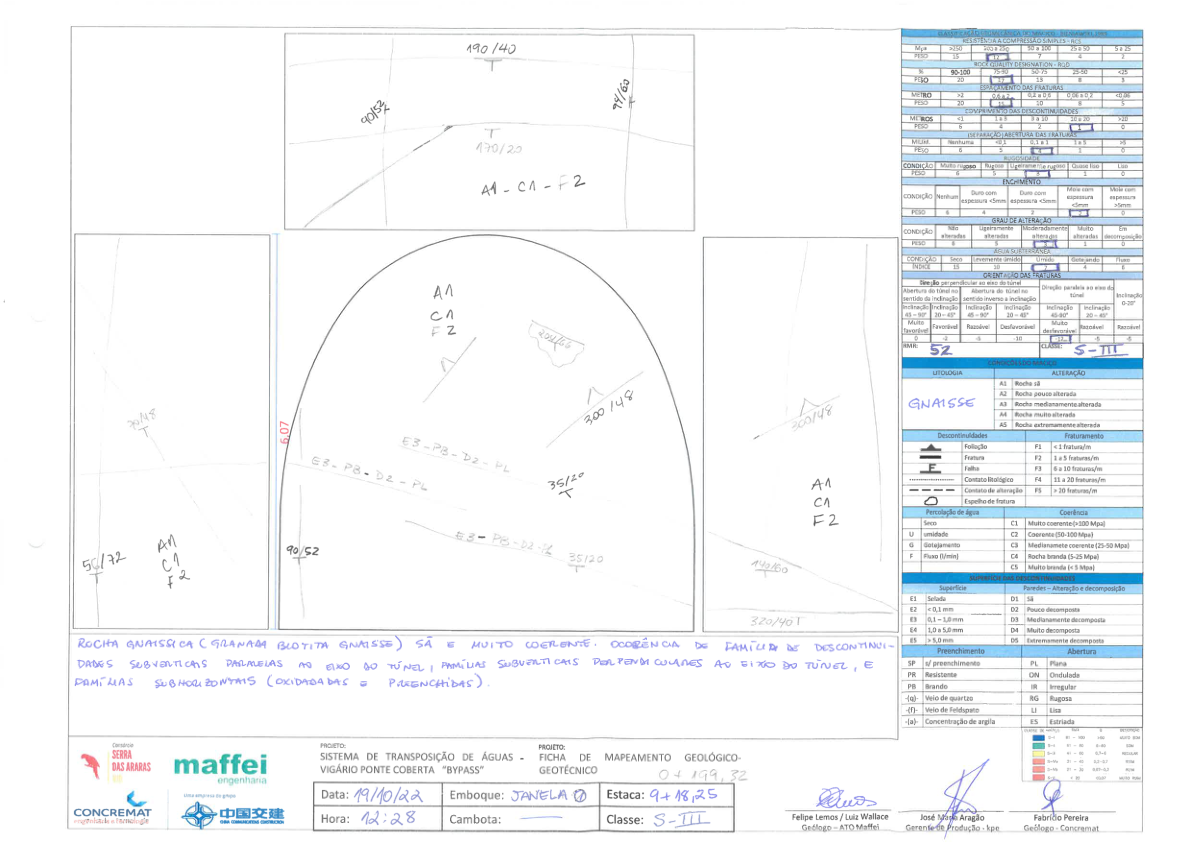 190/40
90/52
94/60
170/20
A1 - C1 - F2
A1
C1
F2
300/48
E3 - PB - D2 - PL
E3 - PB - D2 - PL
35/20
E3 - PB - D2 - PL
35/20
90/52
6,07
70/48
55/72
A1
C1
F2
300/48
A1
C1
F2
140/60
320/40
ROCHA GNAISSICA (GRANADA BIOTITA GNAISSE) SÃ E MUITO COERENTE. OCORÊNCIA DE FAMÍLIA DE DESCONTINUI-
DADES SUBVERTICAIS PARALELAS AO EIXO DO TÚNEL, FAMÍLIAS SUBVERTICAIS PERPENDICULARES AO EIXO DO TÚNEL, E
FAMÍLIAS SUBHORIZONTAIS (OXIDADADAS E PREENCHIDAS).
RESISTÊNCIA A COMPRESSÃO SIMPLES - RCS
Mpa >250 100 a 250 50 a 100 25 a 50 5 a 25
PESO 15 12 7 4 2
ROCK QUALITY DESIGNATION - RQD
% 90-100 75-90 50-75 25-50 <25
PESO 20 17 13 8 3
ESPAÇAMENTO DAS FRATURAS
METRO >2 0,6 a 2 0,2 a 0,6 0,06 a 0,2 <0,06
PESO 20 15 10 8 5
COMPRIMENTO DAS DESCONTINUIDADES
METROS <1 1 a 3 3 a 10 10 a 20 >20
PESO 6 4 2 1 0
(SEPARAÇÃO) ABERTURA DAS FRATURAS
MILIM. Nenhuma <0,1 0,1 a 1 1 a 5 >5
PESO 6 5 4 1 0
RUGOSIDADE
CONDIÇÃO Muito rugoso Rugoso Ligeiramente rugoso Quase liso Liso
PESO 6 5 3 1 0
ENCHIMENTO
CONDIÇÃO Nenhum Duro com espessura <5mm Duro com espessura <5mm Mole com espessura <5mm Mole com espessura >5mm
PESO 6 4 2 2 0
GRAU DE ALTERAÇÃO
CONDIÇÃO Não alteradas Ligeiramente alteradas Moderadamente alteradas Muito alteradas Em decomposição
PESO 6 5 3 1 0
ÁGUA SUBTERRÂNEA
CONDIÇÃO Seco Levemente úmido Úmido Gotejando Fluxo
ÍNDICE 15 10 7 4 0
ORIENTAÇÃO DAS FRATURAS
Direção perpendicular ao eixo do túnel
Abertura do túnel no sentido da inclinação Abertura do túnel no sentido inverso a inclinação Direção paralela ao eixo do túnel Inclinação 0-20°
Inclinação 45 – 90° Inclinação 20 – 45° Inclinação 45 – 90° Inclinação 20 – 45° Inclinação 45-90° Inclinação 20 – 45°
Muito favorável Favorável Razoável Desfavorável Muito desfavorável Razoável Razoável
0 -2 -5 -10 -12 -5 -5
RMR: 52 CLASSE: S-III
CONDIÇÕES DO MACIÇO
LITOLOGIA ALTERAÇÃO
GNAISSE
A1 Rocha sã
A2 Rocha pouco alterada
A3 Rocha medianamente alterada
A4 Rocha muito alterada
A5 Rocha extremamente alterada
Descontinuidades Fraturamento
Foliação F1 < 1 fratura/m
Fratura F2 1 a 5 fraturas/m
F Falha F3 6 a 10 fraturas/m
Contato litológico F4 11 a 20 fraturas/m
Contato de alteração F5 > 20 fraturas/m
Espelho de fratura
Percolação de água Coerência
Seco C1 Muito coerente (>100 Mpa)
U umidade C2 Coerente (50-100 Mpa)
G Gotejamento C3 Medianamete coerente (25-50 Mpa)
F Fluxo (l/min) C4 Rocha branda (5-25 Mpa)
C5 Muito branda (< 5 Mpa)
SUPERFÍCIE DAS DESCONTINUIDADES
Superfície Paredes – Alteração e decomposição
E1 Selada D1 Sã
E2 < 0,1 mm D2 Pouco decomposta
E3 0,1 – 1,0 mm D3 Medianamente decomposta
E4 1,0 a 5,0 mm D4 Muito decomposta
E5 > 5,0 mm D5 Extremamente decomposta
Preenchimento Abertura
SP s/ preenchimento PL Plana
PR Resistente ON Ondulade
PB Brando IR Irregular
-(q)- Veio de quartzo RG Rugosa
-(f)- Veio de Feldspato LI Lisa
-(a)- Concentração de argila ES Estriada
SERRA
DAS ARARAS
maffei
engenharia
CONCREMAT
engenharia e tecnologia
uma empresa do grupo
中国交建
CHINA COMMUNICATIONS CONSTRUCTION
PROJETO:
SISTEMA DE TRANSPOSIÇÃO DE ÁGUAS -
VIGÁRIO PONTE COBERTA "BYPASS"
PROJETO:
FICHA DE MAPEAMENTO GEOLÓGICO-
GEOTÉCNICO
0+199,32
Data: 19/10/22 Emboque: JANELA Estaca: 9+18,25
Hora: 12:28 Cambota: Classe: S-III
Felipe Lemos / Luiz Wallace
Geólogo – ATO Maffei
José Mário Aragão
Gerente de Produção - kpe
Fabrício Pereira
Geólogo - Concremat